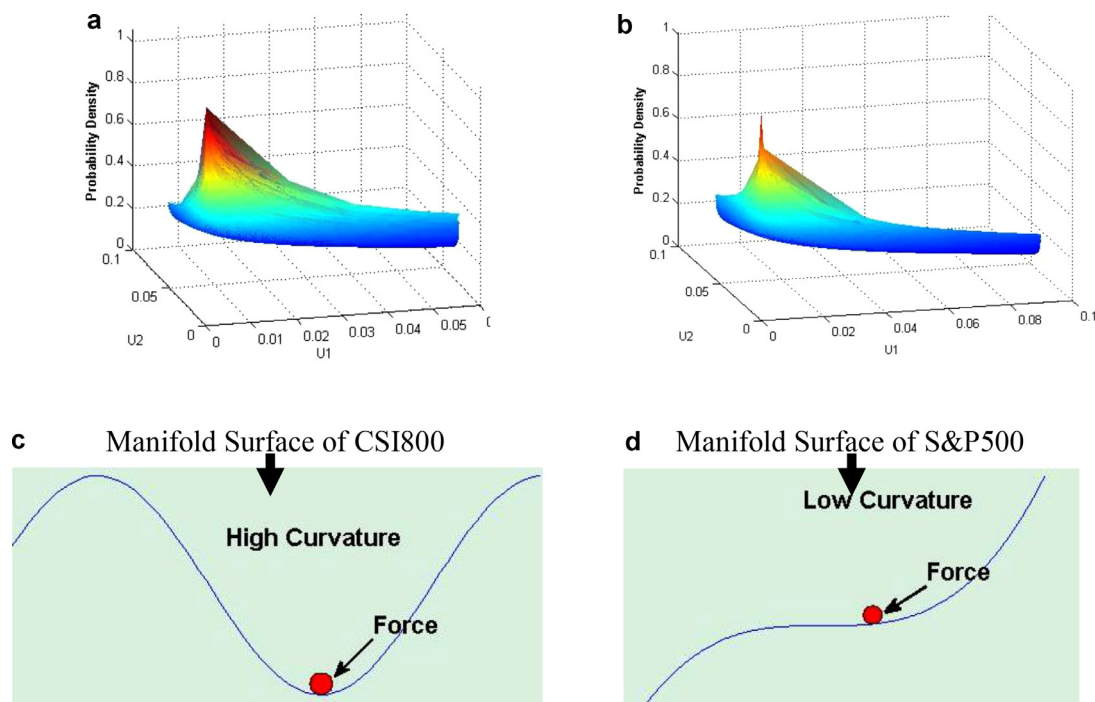 a
1
0.8
0.6
0.4
0.2
0
Probability Density
0.1
0.05
0
U2
0
0.01
0.02
0.03
0.04
0.05
U1
b
1
0.8
0.6
0.4
0.2
0
Probability Density
0.1
0.05
0
U2
0
0.02
0.04
0.06
0.08
0.1
U1
c
Manifold Surface of CSI800
High Curvature
Force
d
Manifold Surface of S&P500
Low Curvature
Force